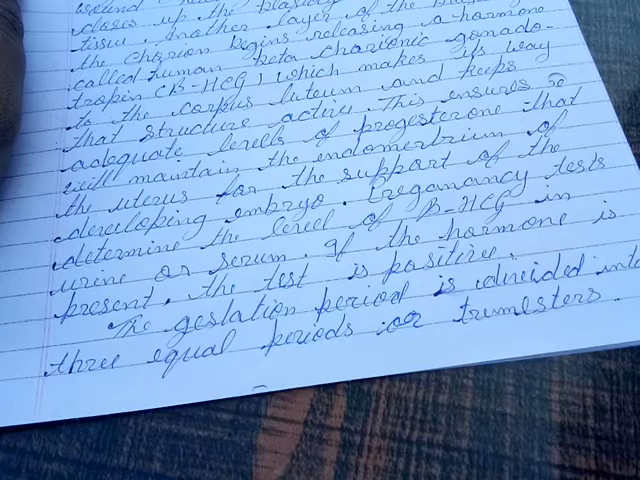 closes up the
tissue. Another layer of the
the chorion begins releasing a hormone
called human beta chorionic gonado-
tropin (B-HCG) which makes its way
to the corpus luteum and keeps
that structure active. This ensures
adequate levels of progesterone that
will maintain the endometrium of
the uterus for the support of the
developing embryo. Pregnancy tests
determine the level of B-HCG in
urine or serum. If the hormone is
present, the test is positive.
The gestation period is divided into
three equal periods or trimesters.